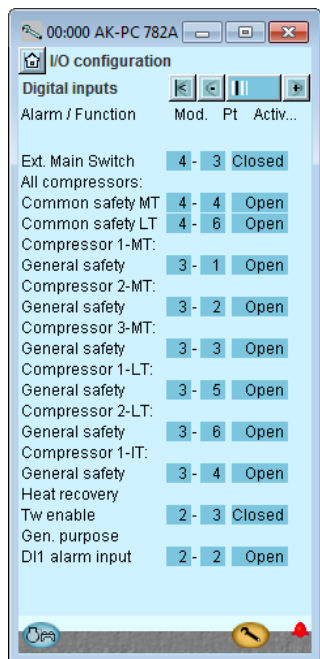 00:000 AK-PC 782A
I/O configuration
Digital inputs
Alarm / Function Mod. Pt Activ...
Ext. Main Switch 4 - 3 Closed
All compressors:
Common safety MT 4 - 4 Open
Common safety LT 4 - 6 Open
Compressor 1-MT:
General safety 3 - 1 Open
Compressor 2-MT:
General safety 3 - 2 Open
Compressor 3-MT:
General safety 3 - 3 Open
Compressor 1-LT:
General safety 3 - 5 Open
Compressor 2-LT:
General safety 3 - 6 Open
Compressor 1-IT:
General safety 3 - 4 Open
Heat recovery
Tw enable 2 - 3 Closed
Gen. purpose
DI1 alarm input 2 - 2 Open